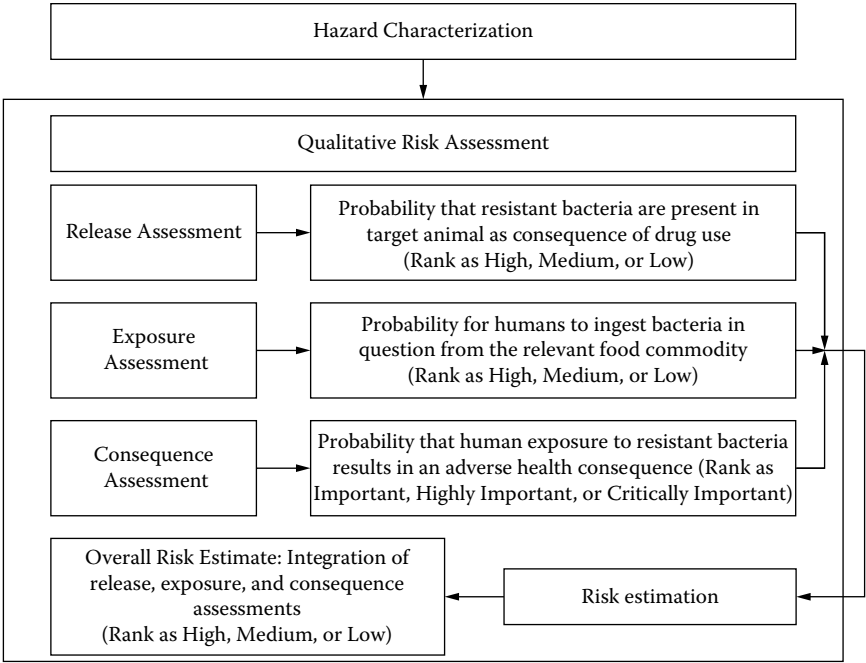 Hazard Characterization
Qualitative Risk Assessment
Release Assessment
Probability that resistant bacteria are present in
target animal as consequence of drug use
(Rank as High, Medium, or Low)
Exposure
Assessment
Probability for humans to ingest bacteria in
question from the relevant food commodity
(Rank as High, Medium, or Low)
Consequence
Assessment
Probability that human exposure to resistant bacteria
results in an adverse health consequence (Rank as
Important, Highly Important, or Critically Important)
Overall Risk Estimate: Integration of
release, exposure, and consequence
assessments
(Rank as High, Medium, or Low)
Risk estimation